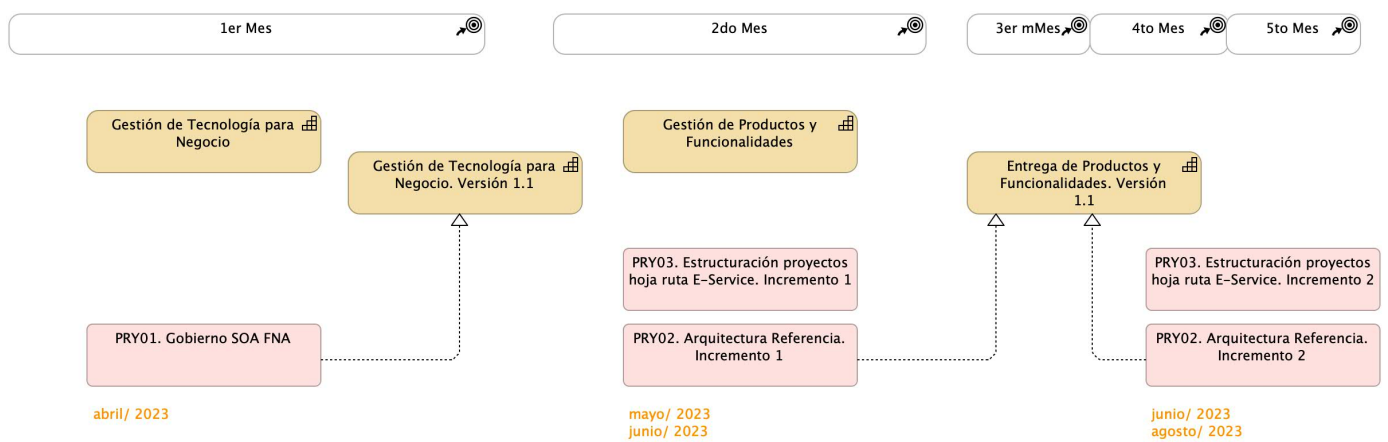 1er Mes
2do Mes
3er mMes
4to Mes
5to Mes
Gestión de Tecnología para
Negocio
Gestión de Productos y
Funcionalidades
Gestión de Tecnología para
Negocio. Versión 1.1
Entrega de Productos y
Funcionalidades. Versión
1.1
PRY03. Estructuración proyectos
hoja ruta E-Service. Incremento 1
PRY03. Estructuración proyectos
hoja ruta E-Service. Incremento 2
PRY01. Gobierno SOA FNA
PRY02. Arquitectura Referencia.
Incremento 1
PRY02. Arquitectura Referencia.
Incremento 2
abril/ 2023
mayo/ 2023
junio/ 2023
junio/ 2023
agosto/ 2023